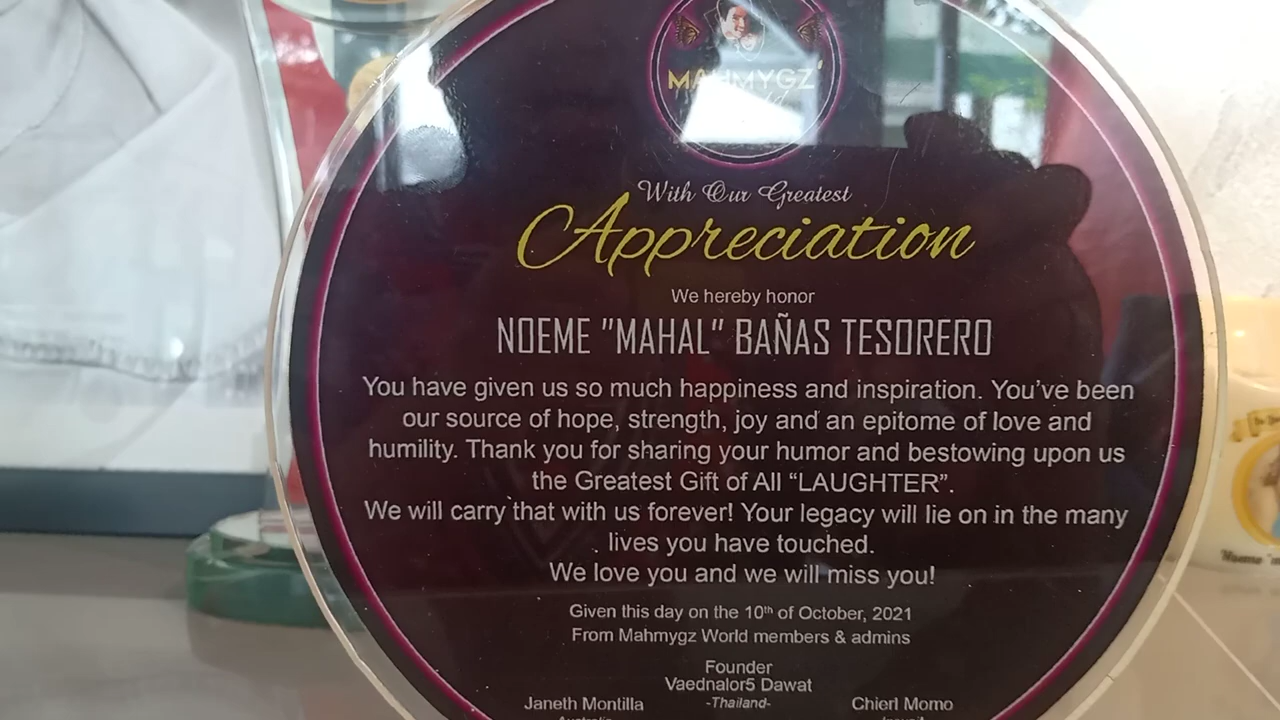 MAHMYGZ'
With Our Greatest
Appreciation
We hereby honor
NOEME "MAHAL" BAÑAS TESORERO
You have given us so much happiness and inspiration. You've been
our source of hope, strength, joy and an epitome of love and
humility. Thank you for sharing your humor and bestowing upon us
the Greatest Gift of All “LAUGHTER”.
We will carry that with us forever! Your legacy will lie on in the many
lives you have touched.
We love you and we will miss you!
Given this day on the 10th of October, 2021
From Mahmygz World members & admins
Founder
Vaednalor5 Dawat
-Thailand-
Janeth Montilla
Chierl Momo